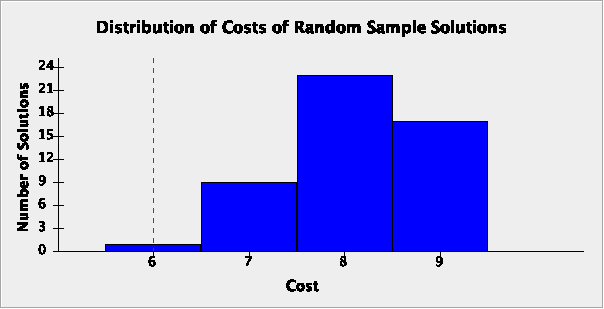 Distribution of Costs of Random Sample Solutions
Number of Solutions
24
21
18
15
12
9
6
3
0
6 7 8 9
Cost